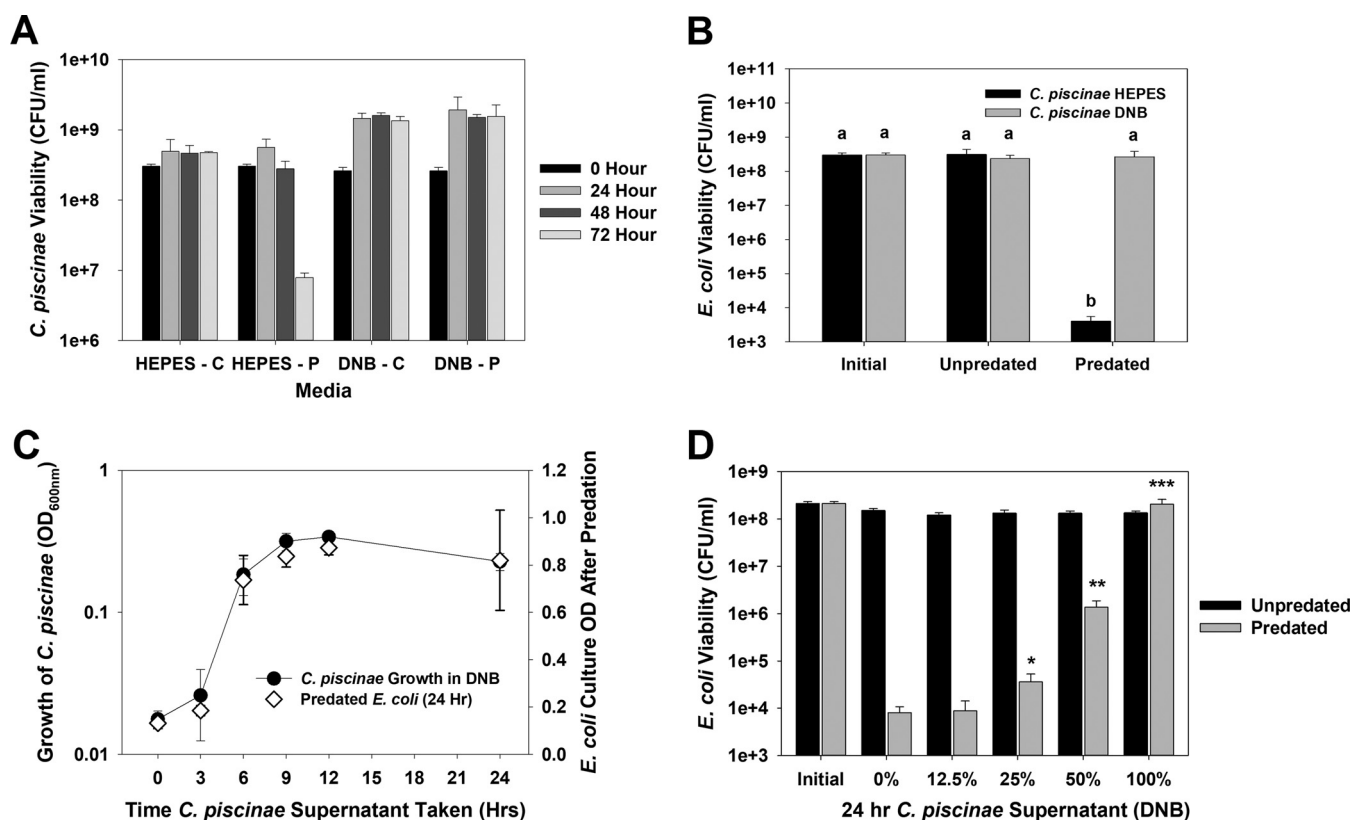 A
C. piscinae Viability (CFU/ml)
1e+10
1e+9
1e+8
1e+7
1e+6
HEPES - C HEPES - P DNB - C DNB - P
Media
0 Hour
24 Hour
48 Hour
72 Hour
B
E. coli Viability (CFU/ml)
1e+11
1e+10
1e+9
1e+8
1e+7
1e+6
1e+5
1e+4
1e+3
C. piscinae HEPES
C. piscinae DNB
a a a a a
b
Initial Unpredated Predated
C
Growth of C. piscinae (OD600nm)
1
0.1
0.01
C. piscinae Growth in DNB
Predated E. coli (24 Hr)
1.2
1.0
0.8
0.6
0.4
0.2
0.0
E. coli Culture OD After Predation
0 3 6 9 12 15 18 21 24
Time C. piscinae Supernatant Taken (Hrs)
D
E. coli Viability (CFU/ml)
1e+9
1e+8
1e+7
1e+6
1e+5
1e+4
1e+3
***
**
*
Unpredated
Predated
Initial 0% 12.5% 25% 50% 100%
24 hr C. piscinae Supernatant (DNB)